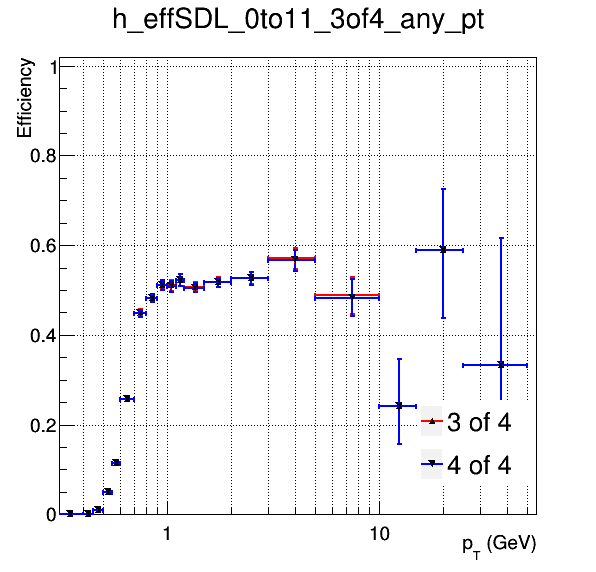 h_effSDL_0to11_3of4_any_pt
Efficiency
1
0.8
0.6
0.4
0.2
0
3 of 4
4 of 4
1
10
p_T (GeV)